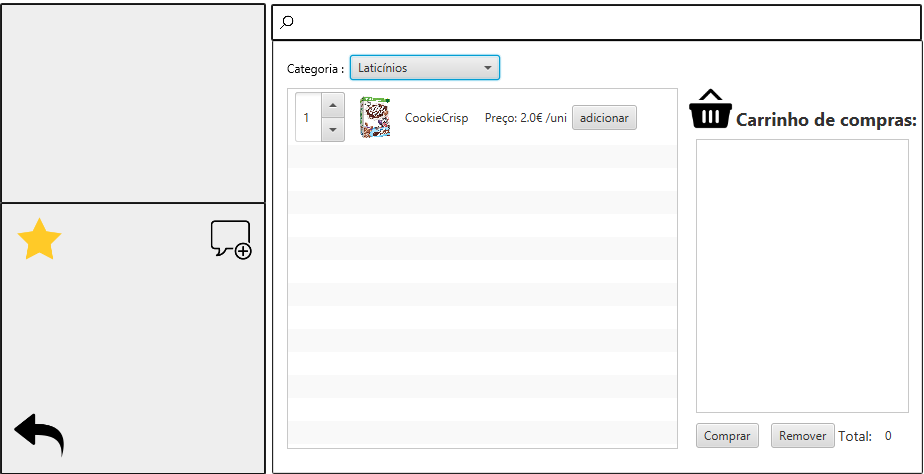 Categoria : Laticínios
1 CookieCrisp Preço: 2.0€ /uni adicionar
Carrinho de compras:
Comprar Remover Total: 0